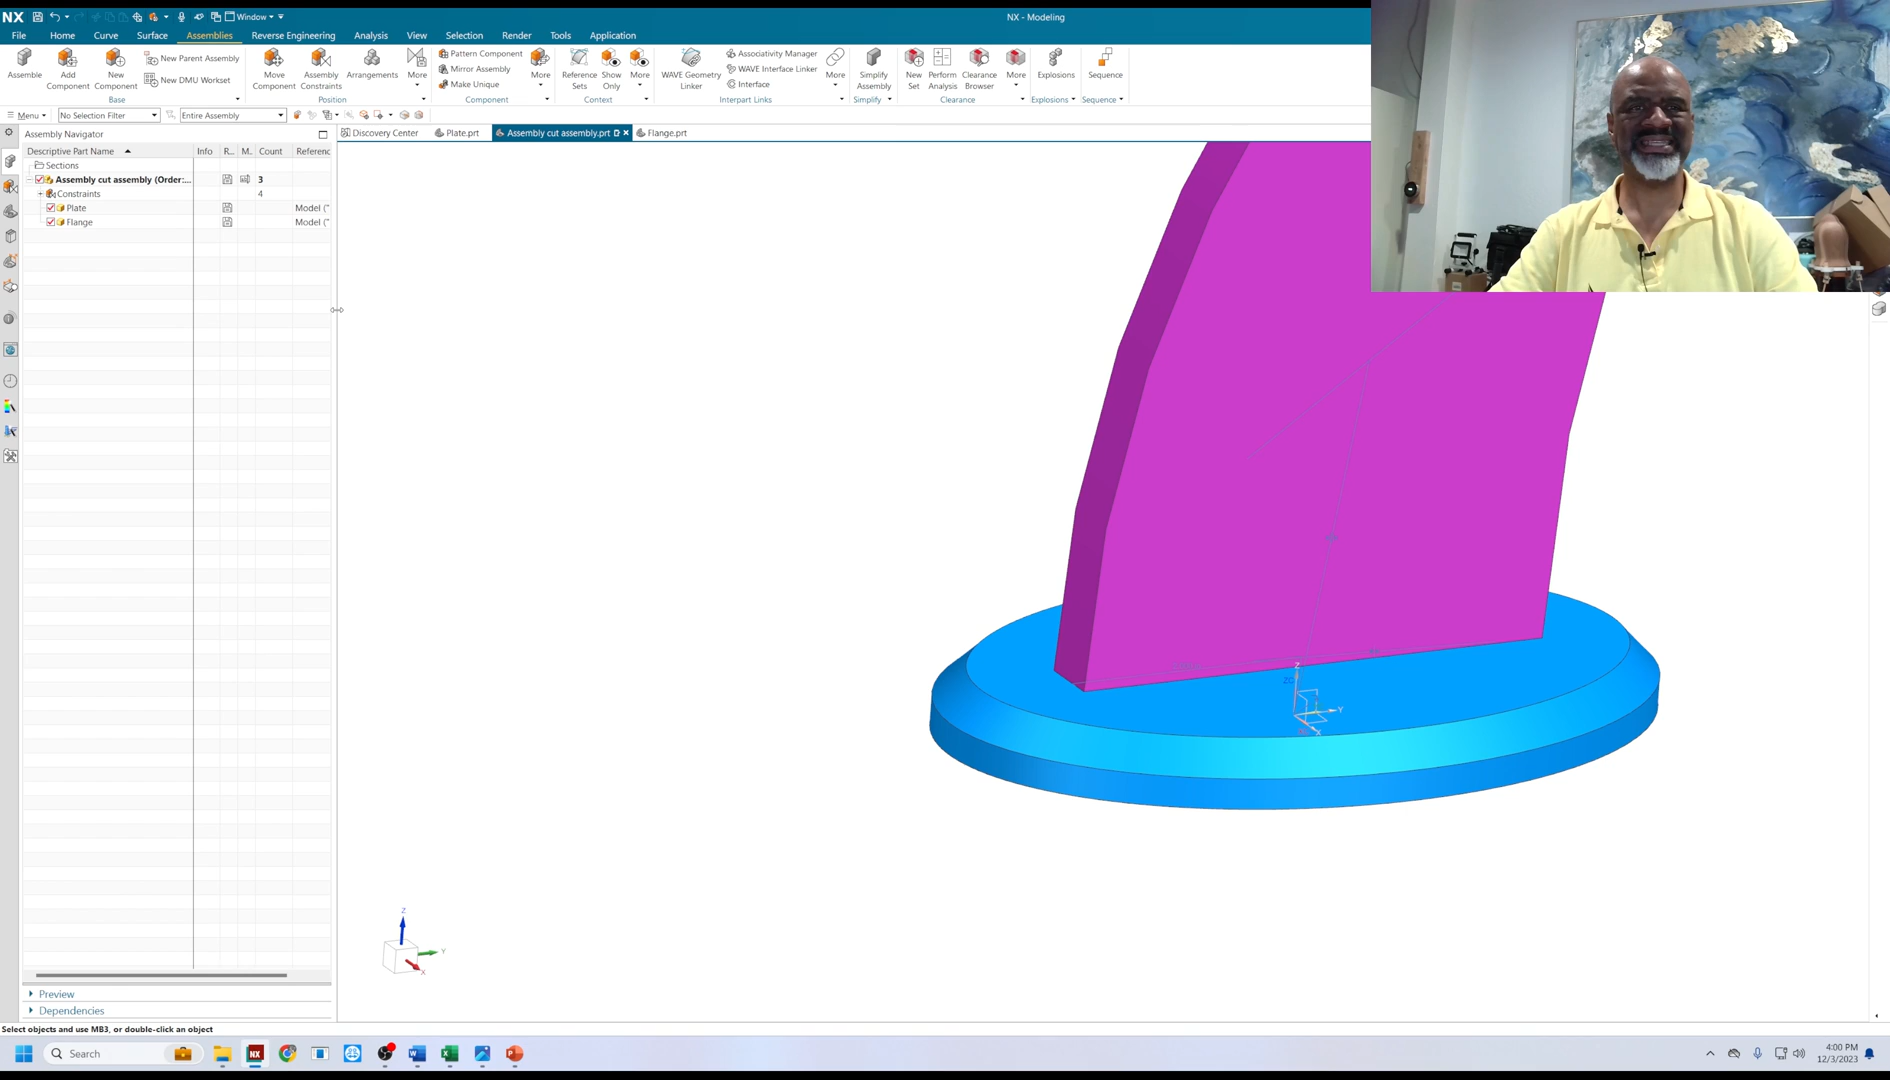 NX Window NX - Modeling
File Home Curve Surface Assemblies Reverse Engineering Analysis View Selection Render Tools Application
Assemble
Add Component
New Component
New Parent Assembly
New DMU Workset
Base
Move Component
Assembly Constraints
Arrangements
More
Position
Pattern Component
Mirror Assembly
Make Unique
More
Component
Reference Sets
Show Only
More
Context
WAVE Geometry Linker
Associativity Manager
WAVE Interface Linker
Interface
More
Interpart Links
Simplify Assembly
Simplify
New Set
Perform Analysis
Clearance Browser
More
Clearance
Explosions
Explosions
Sequence
Sequence
Menu No Selection Filter Entire Assembly
Assembly Navigator
Discovery Center Plate.prt Assembly cut assembly.prt Flange.prt
Descriptive Part Name Info R... M.. Count Referenc
Sections
Assembly cut assembly (Order:... 3
Constraints 4
Plate Model ("
Flange Model ("
Z
Y
X
Z
Y
X
Preview
Dependencies
Select objects and use MB3, or double-click an object
Search
4:00 PM
12/3/2023